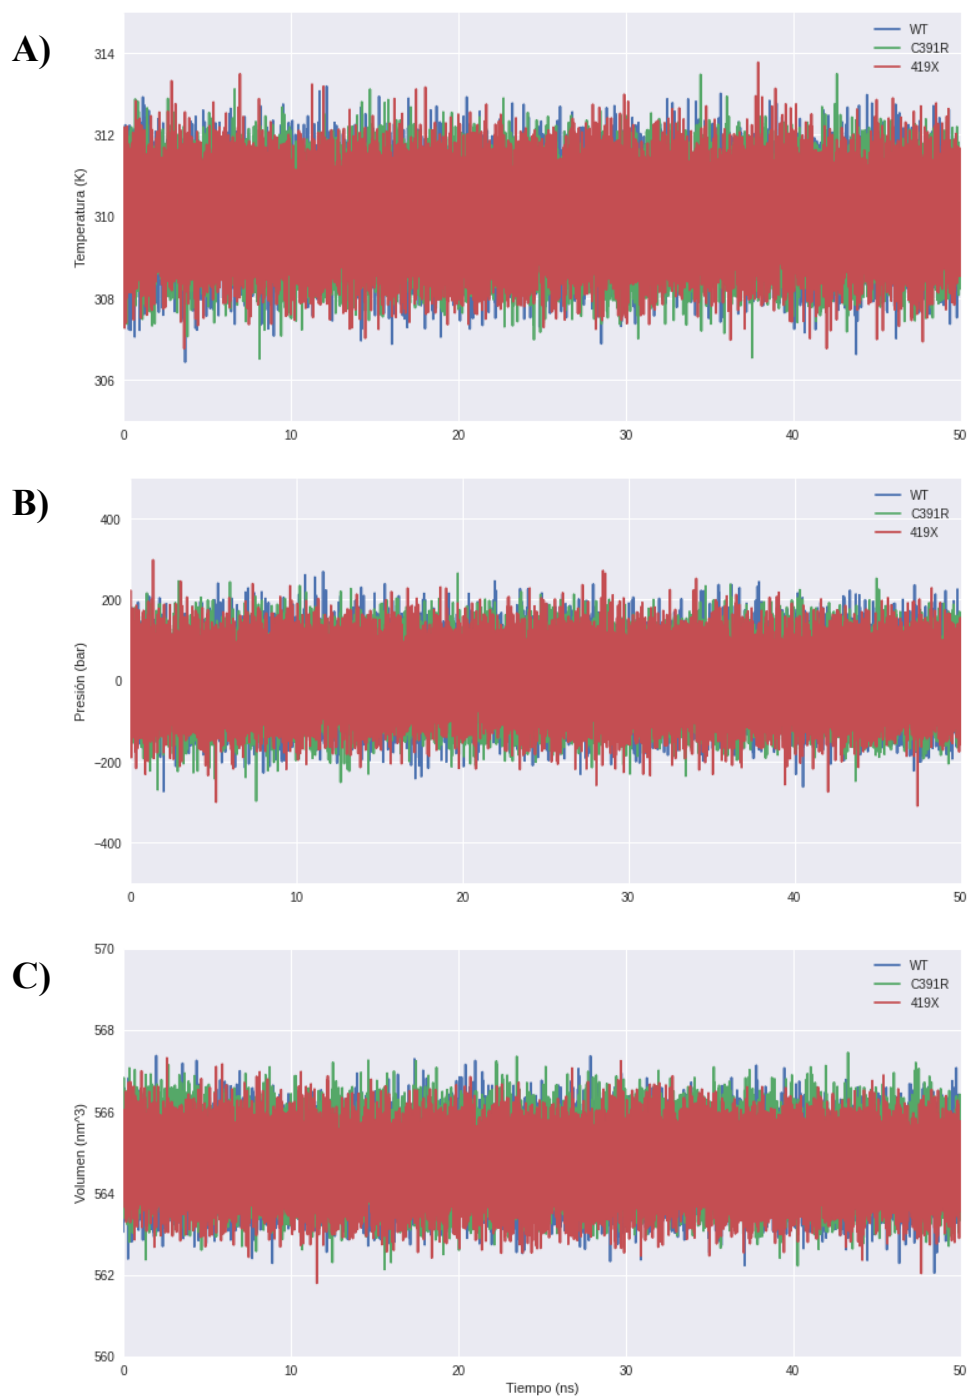 A)
314
312
310
308
306
Temperatura (K)
WT
C391R
419X
0 10 20 30 40 50
B)
400
200
0
−200
−400
Presión (bar)
WT
C391R
419X
0 10 20 30 40 50
C)
570
568
566
564
562
560
Volumen (nm^3)
WT
C391R
419X
0 10 20 30 40 50
Tiempo (ns)